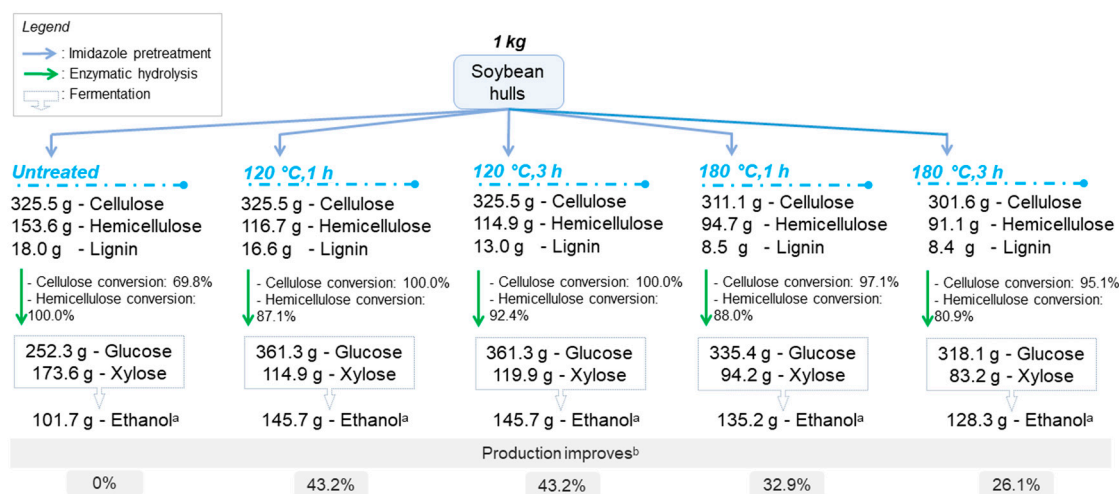 Legend
: Imidazole pretreatment
: Enzymatic hydrolysis
: Fermentation
1 kg
Soybean
hulls
Untreated
325.5 g - Cellulose
153.6 g - Hemicellulose
18.0 g - Lignin
- Cellulose conversion: 69.8%
- Hemicellulose conversion:
100.0%
252.3 g - Glucose
173.6 g - Xylose
101.7 g - Ethanolᵃ
120 °C,1 h
325.5 g - Cellulose
116.7 g - Hemicellulose
16.6 g - Lignin
- Cellulose conversion: 100.0%
- Hemicellulose conversion:
87.1%
361.3 g - Glucose
114.9 g - Xylose
145.7 g - Ethanolᵃ
120 °C,3 h
325.5 g - Cellulose
114.9 g - Hemicellulose
13.0 g - Lignin
- Cellulose conversion: 100.0%
- Hemicellulose conversion:
92.4%
361.3 g - Glucose
119.9 g - Xylose
145.7 g - Ethanolᵃ
180 °C,1 h
311.1 g - Cellulose
94.7 g - Hemicellulose
8.5 g - Lignin
- Cellulose conversion: 97.1%
- Hemicellulose conversion:
88.0%
335.4 g - Glucose
94.2 g - Xylose
135.2 g - Ethanolᵃ
180 °C,3 h
301.6 g - Cellulose
91.1 g - Hemicellulose
8.4 g - Lignin
- Cellulose conversion: 95.1%
- Hemicellulose conversion:
80.9%
318.1 g - Glucose
83.2 g - Xylose
128.3 g - Ethanolᵃ
Production improvesᵇ
0%
43.2%
43.2%
32.9%
26.1%